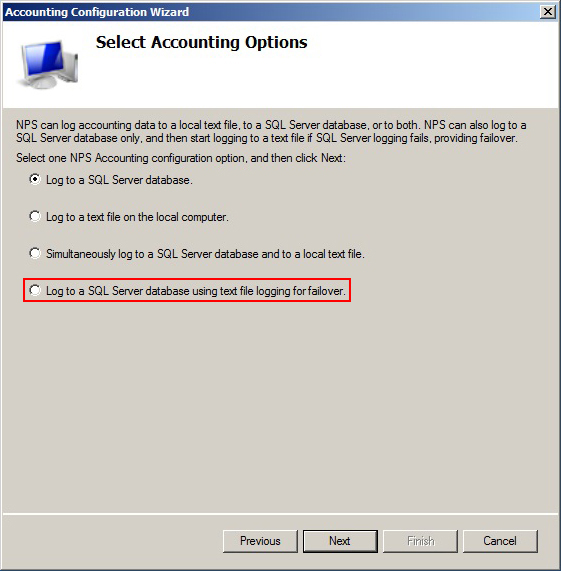 Accounting Configuration Wizard
Select Accounting Options
NPS can log accounting data to a local text file, to a SQL Server database, or to both. NPS can also log to a
SQL Server database only, and then start logging to a text file if SQL Server logging fails, providing failover.
Select one NPS Accounting configuration option, and then click Next:
Log to a SQL Server database.
Log to a text file on the local computer.
Simultaneously log to a SQL Server database and to a local text file.
Log to a SQL Server database using text file logging for failover.
Previous Next Finish Cancel